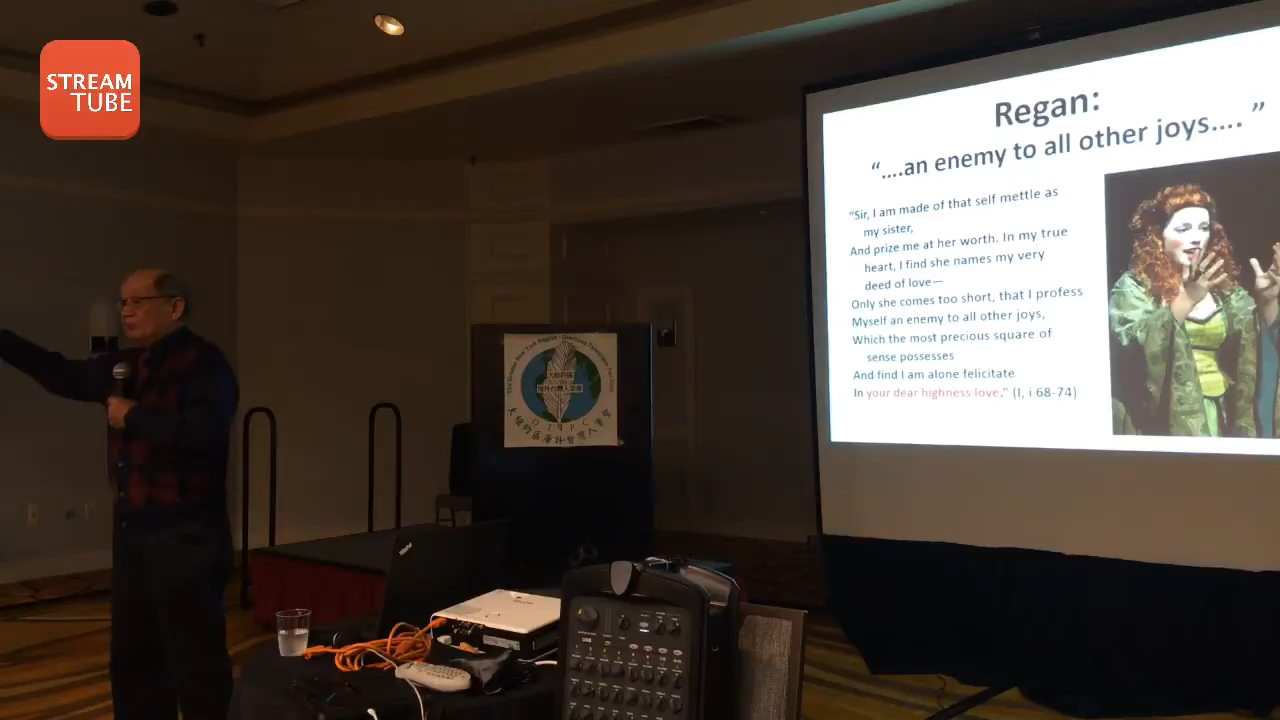 STREAM
TUBE
Regan:
“....an enemy to all other joys.... ”
“Sir, I am made of that self mettle as
my sister,
And prize me at her worth. In my true
heart, I find she names my very
deed of love—
Only she comes too short, that I profess
Myself an enemy to all other joys,
Which the most precious square of
sense possesses
And find I am alone felicitate
In your dear highness love.” (I, i 68-74)
OTPC
ThinkPad